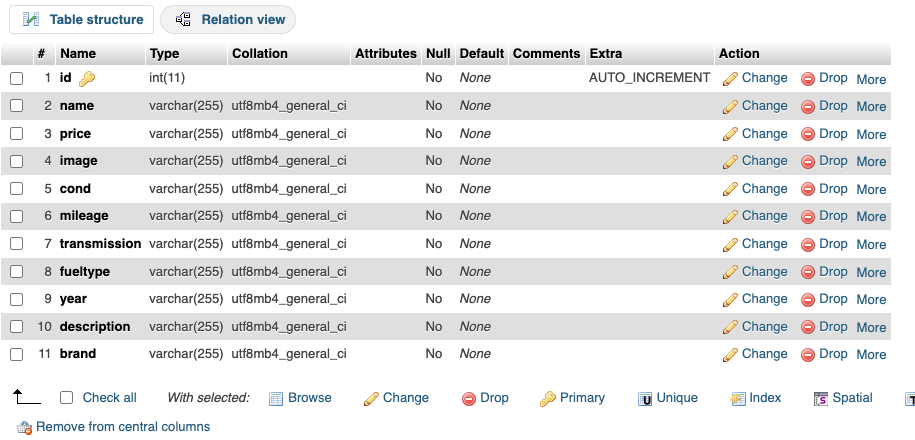 Table structure Relation view
# Name Type Collation Attributes Null Default Comments Extra Action
1 id int(11) No None AUTO_INCREMENT Change Drop More
2 name varchar(255) utf8mb4_general_ci No None Change Drop More
3 price varchar(255) utf8mb4_general_ci No None Change Drop More
4 image varchar(255) utf8mb4_general_ci No None Change Drop More
5 cond varchar(255) utf8mb4_general_ci No None Change Drop More
6 mileage varchar(255) utf8mb4_general_ci No None Change Drop More
7 transmission varchar(255) utf8mb4_general_ci No None Change Drop More
8 fueltype varchar(255) utf8mb4_general_ci No None Change Drop More
9 year varchar(255) utf8mb4_general_ci No None Change Drop More
10 description varchar(255) utf8mb4_general_ci No None Change Drop More
11 brand varchar(255) utf8mb4_general_ci No None Change Drop More
Check all With selected: Browse Change Drop Primary Unique Index Spatial
Remove from central columns